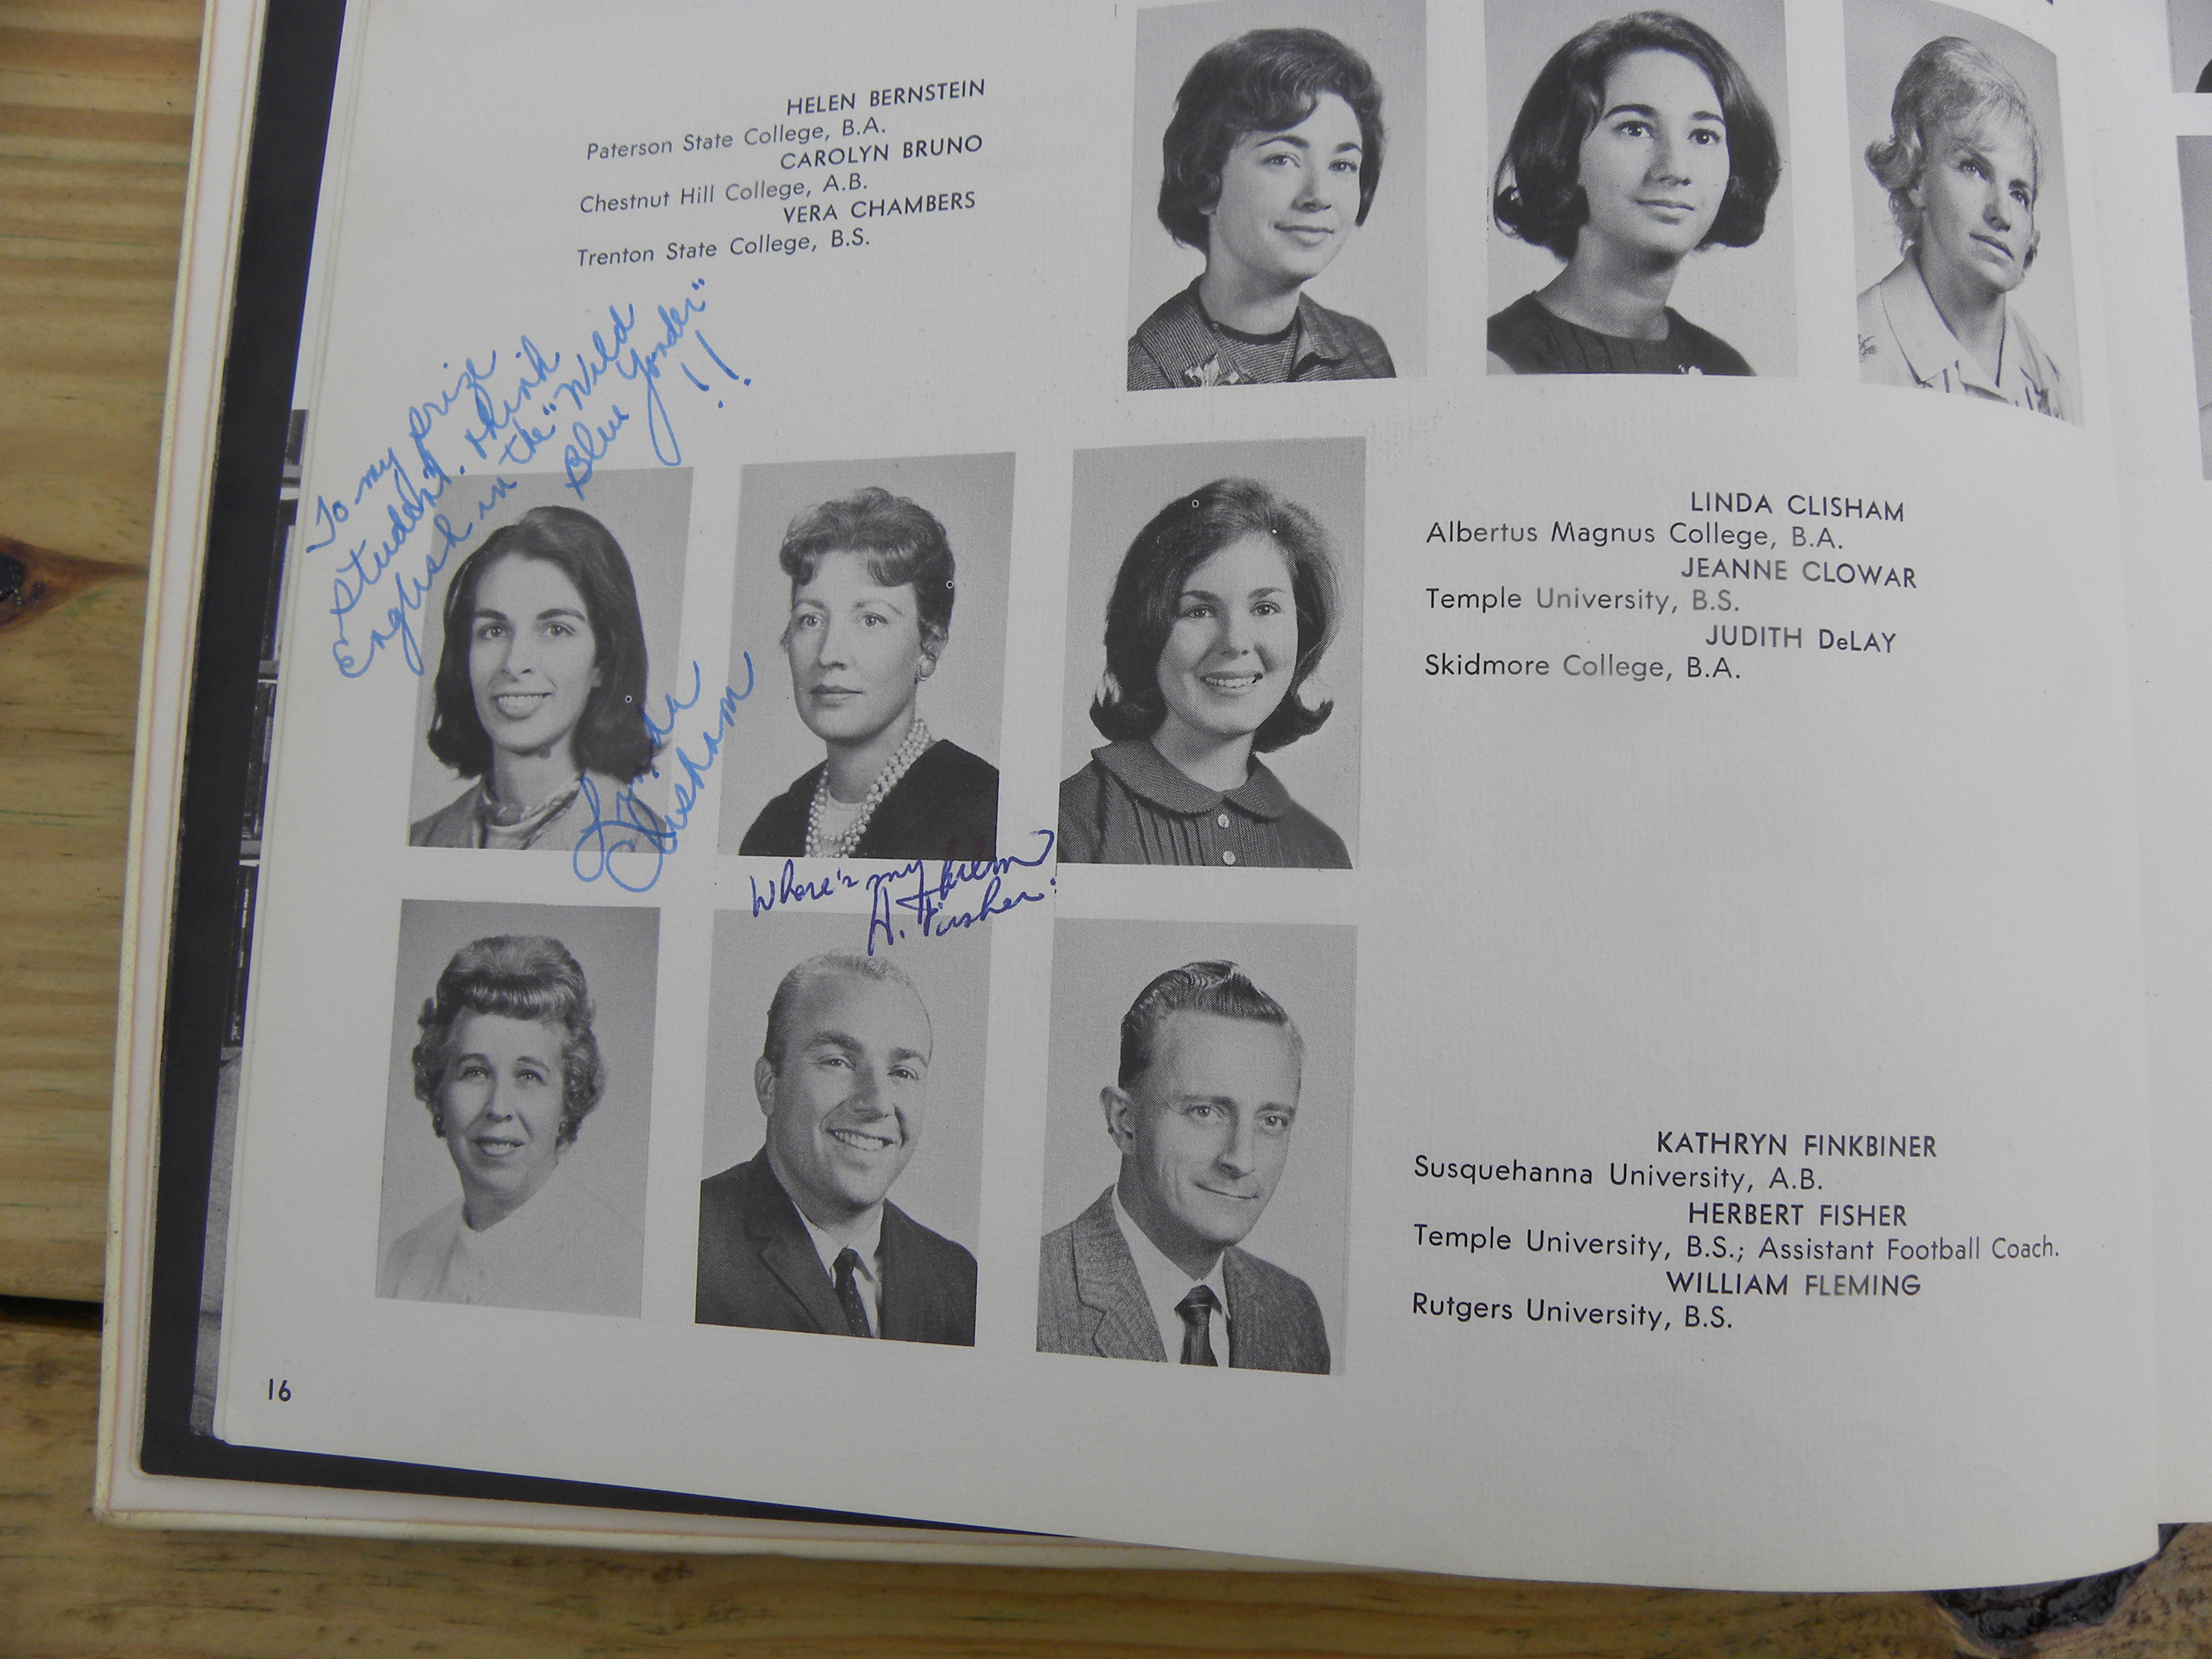 HELEN BERNSTEIN
Paterson State College, B.A.
CAROLYN BRUNO
Chestnut Hill College, A.B.
VERA CHAMBERS
Trenton State College, B.S.
To my prize
student. Think
English in the "Wild
Blue Yonder"
!!
Linda
Clisham
LINDA CLISHAM
Albertus Magnus College, B.A.
JEANNE CLOWAR
Temple University, B.S.
JUDITH DeLAY
Skidmore College, B.A.
Where's my
H. Fisher
KATHRYN FINKBINER
Susquehanna University, A.B.
HERBERT FISHER
Temple University, B.S.; Assistant Football Coach.
WILLIAM FLEMING
Rutgers University, B.S.
16